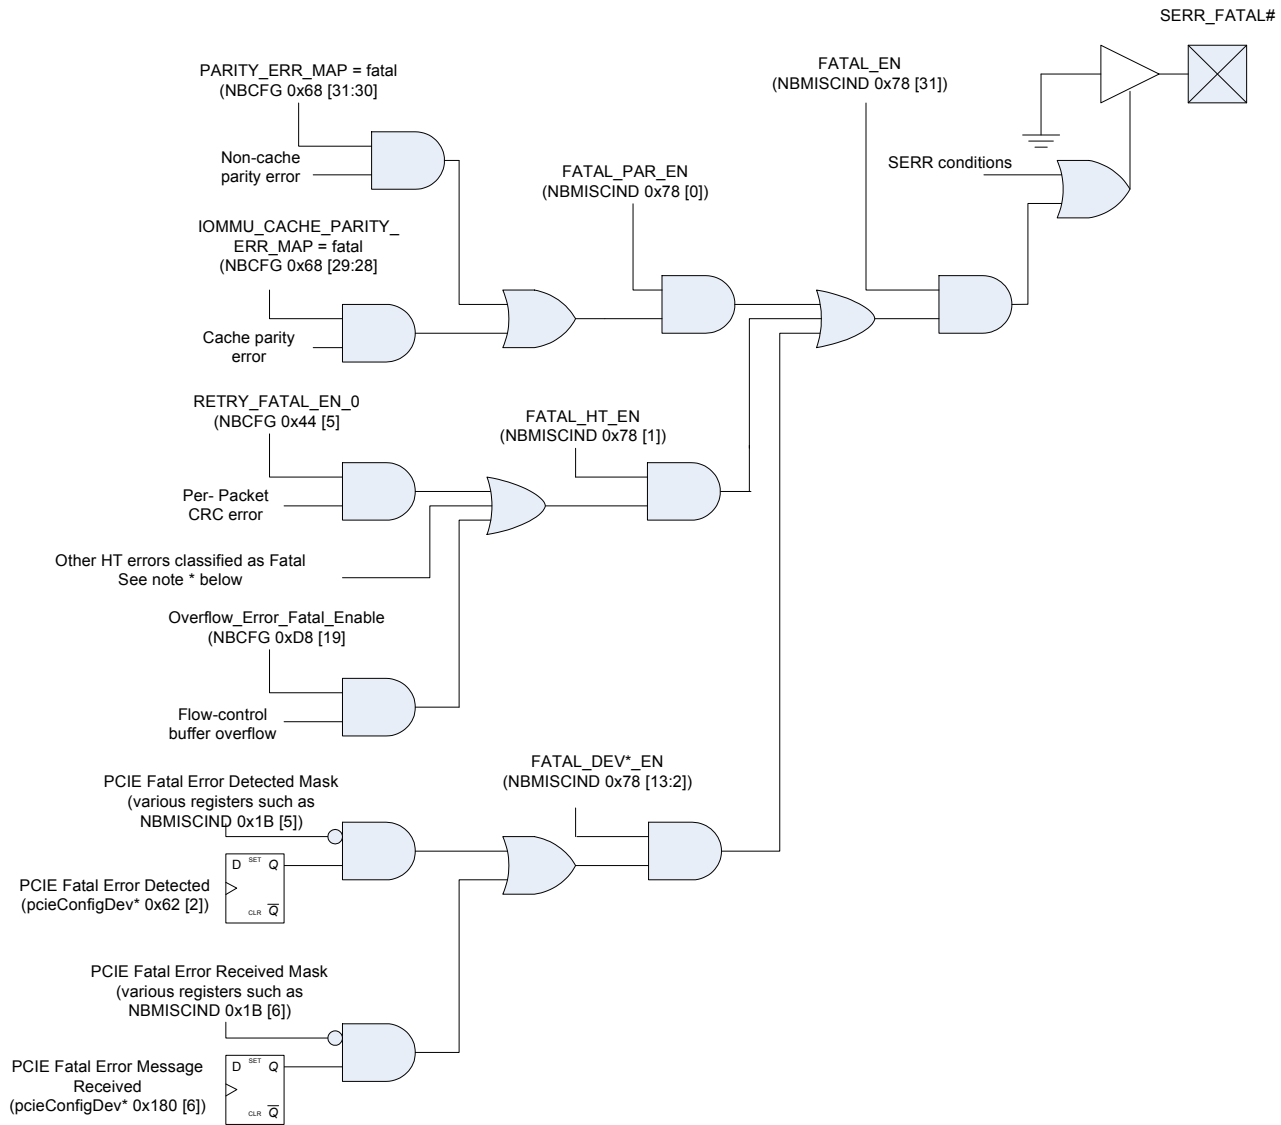 SERR_FATAL#
PARITY_ERR_MAP = fatal
(NBCFG 0x68 [31:30]
FATAL_EN
(NBMISCIND 0x78 [31])
Non-cache
parity error
SERR conditions
FATAL_PAR_EN
(NBMISCIND 0x78 [0])
IOMMU_CACHE_PARITY_
ERR_MAP = fatal
(NBCFG 0x68 [29:28]
Cache parity
error
RETRY_FATAL_EN_0
(NBCFG 0x44 [5]
FATAL_HT_EN
(NBMISCIND 0x78 [1])
Per- Packet
CRC error
Other HT errors classified as Fatal
See note * below
Overflow_Error_Fatal_Enable
(NBCFG 0xD8 [19]
Flow-control
buffer overflow
FATAL_DEV*_EN
(NBMISCIND 0x78 [13:2])
PCIE Fatal Error Detected Mask
(various registers such as
NBMISCIND 0x1B [5])
D SET Q
CLR Q
PCIE Fatal Error Detected
(pcieConfigDev* 0x62 [2])
PCIE Fatal Error Received Mask
(various registers such as
NBMISCIND 0x1B [6])
D SET Q
CLR Q
PCIE Fatal Error Message
Received
(pcieConfigDev* 0x180 [6])